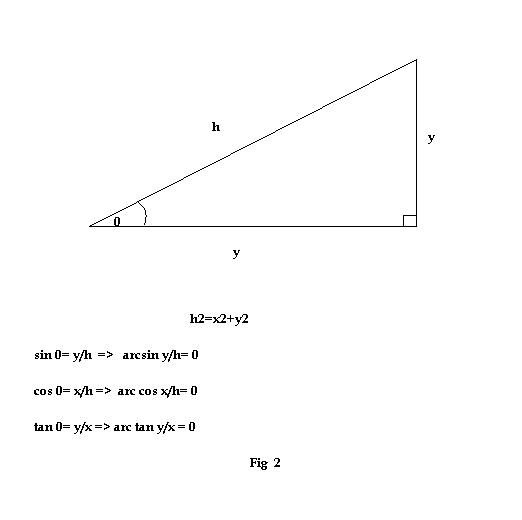 h
y
0
y
h2=x2+y2
sin 0= y/h => arcsin y/h= 0
cos 0= x/h => arc cos x/h= 0
tan 0= y/x => arc tan y/x = 0
Fig 2